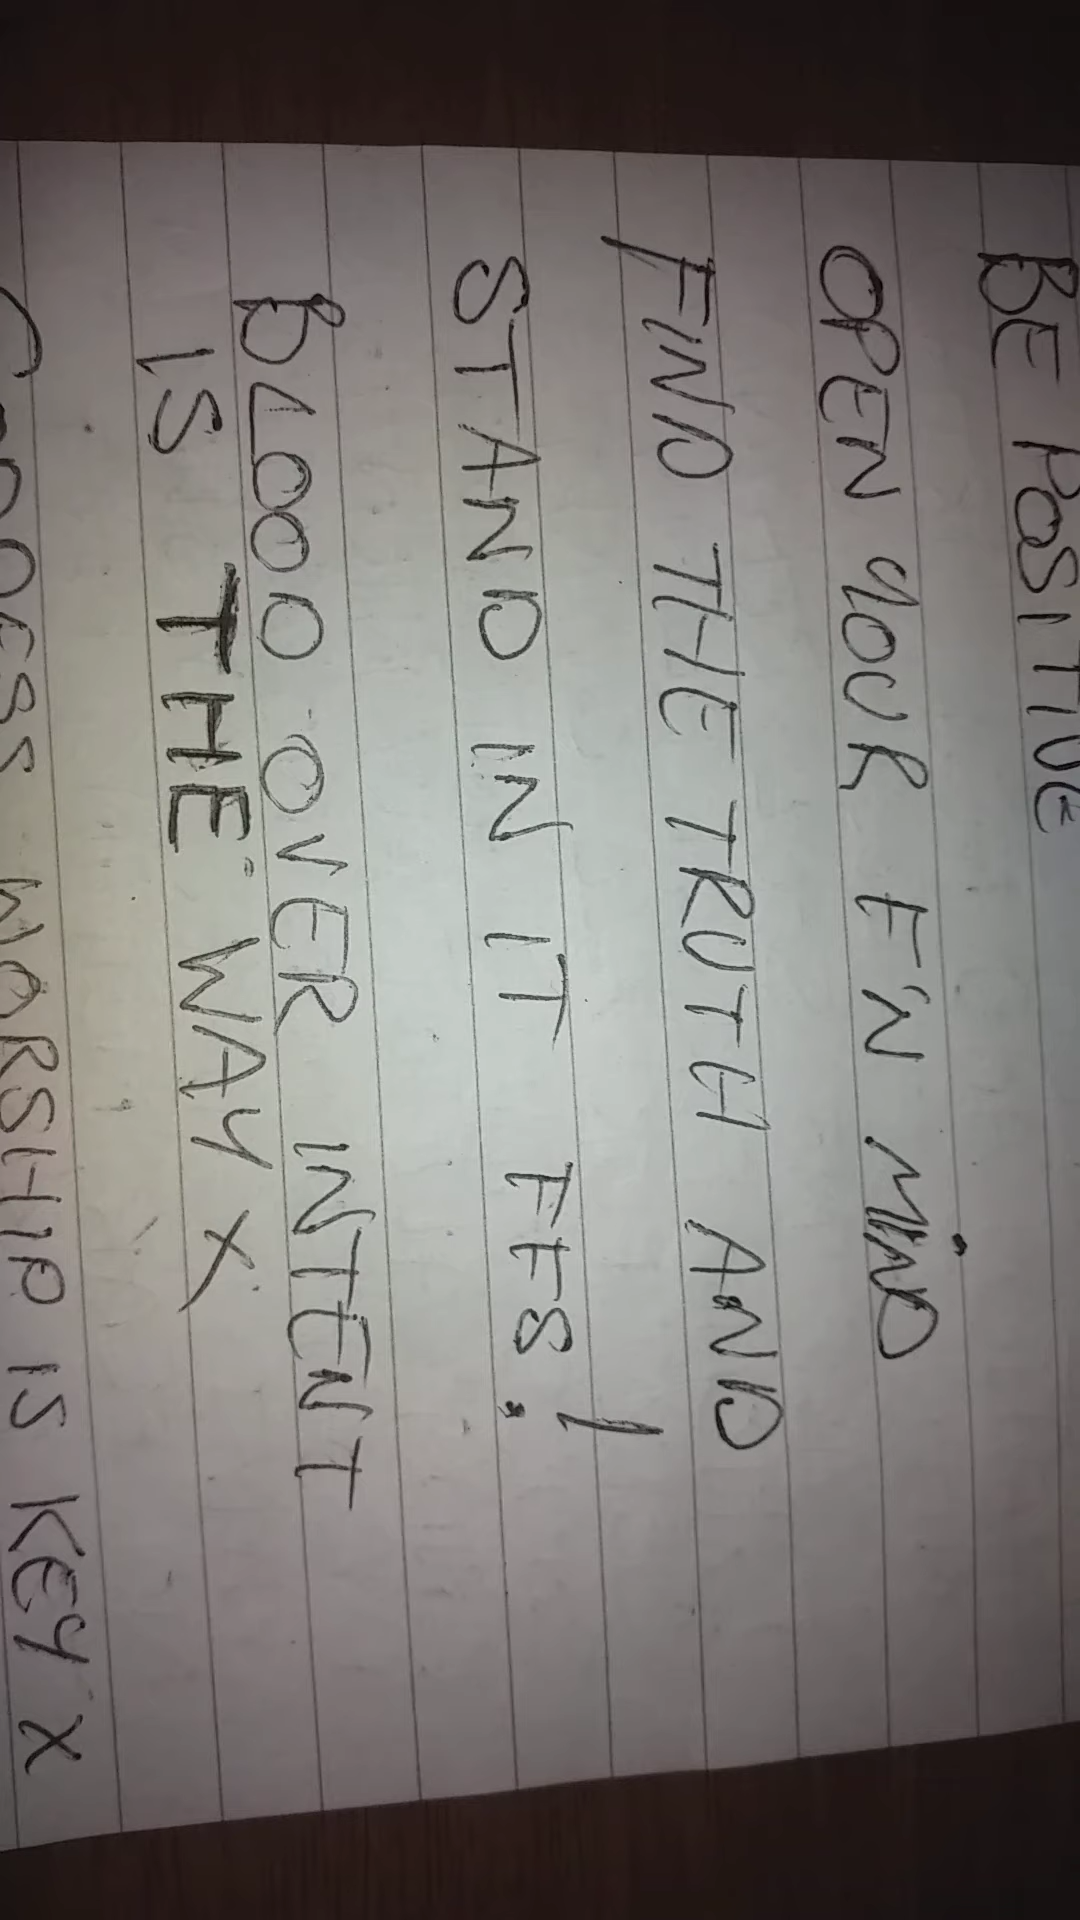 BE POSITIVE
OPEN YOUR F'N MIND
FIND THE TRUTH AND
STAND IN IT FFS!
BLOOD OVER INTENT
IS THE WAY X
GODDESS WORSHIP IS KEY X